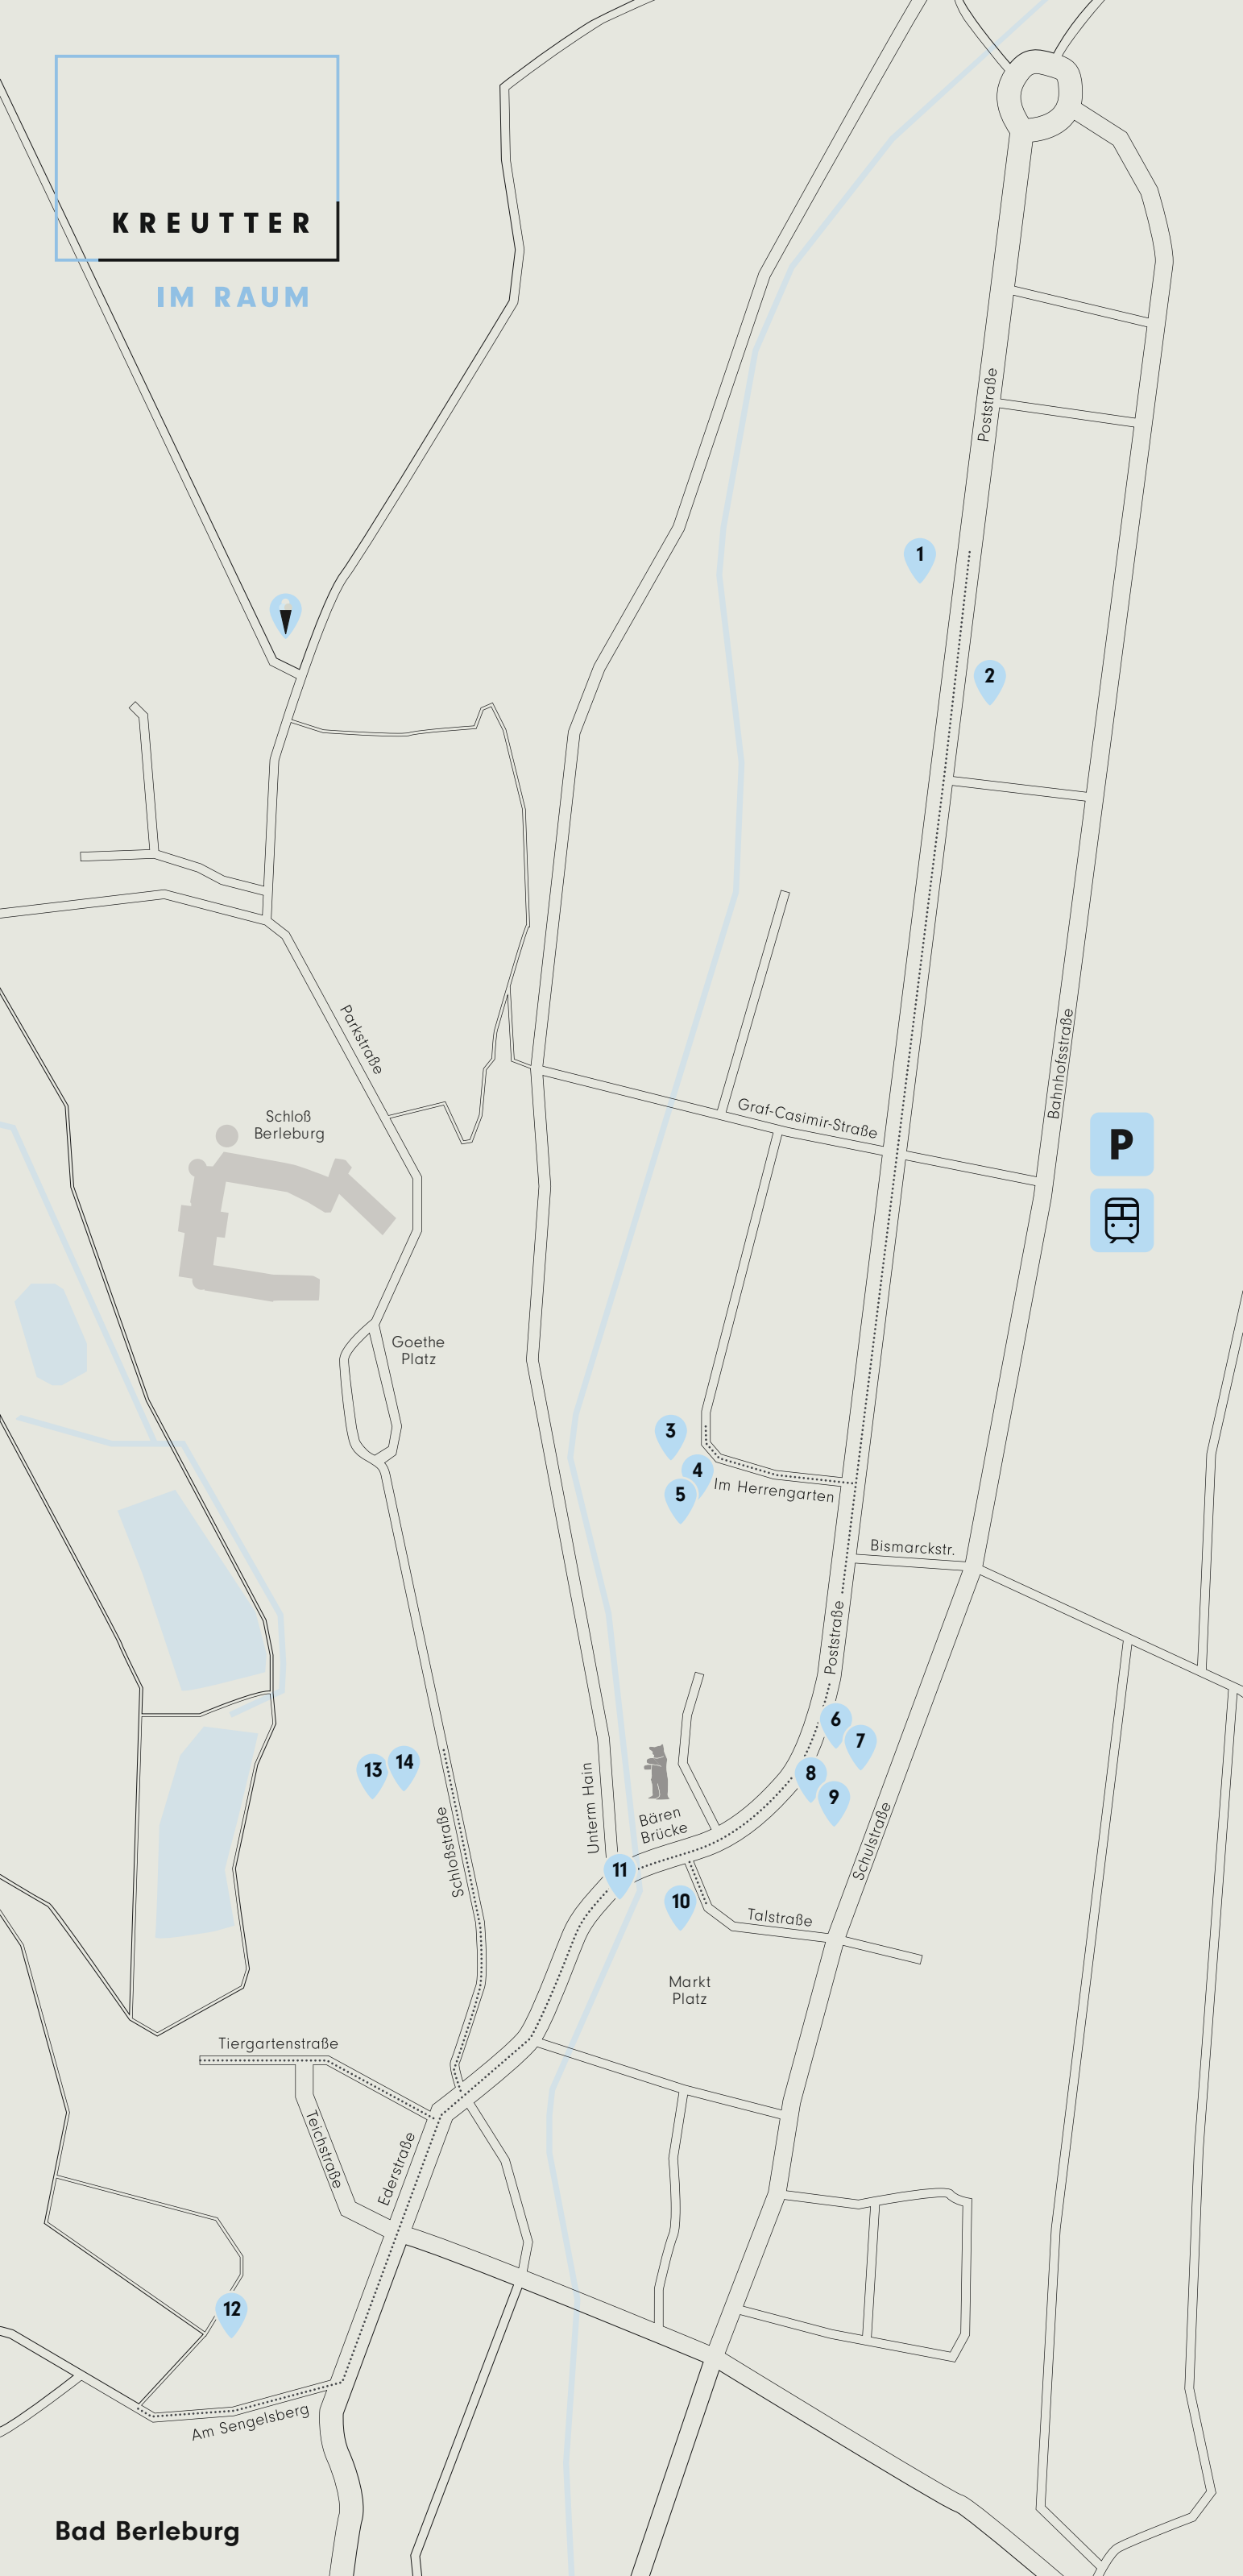 KREUTTER
IM RAUM
Poststraße
1
2
Parkstraße
Bahnhofsstraße
Graf-Casimir-Straße
Schloß
Berleburg
P
Goethe
Platz
3
4
5
Im Herrengarten
Bismarckstr.
Poststraße
6
7
8
9
13
14
Unterm Hain
Bären
Brücke
Schulstraße
Schloßstraße
11
10
Talstraße
Markt
Platz
Tiergartenstraße
Teichstraße
Ederstraße
12
Am Sengelsberg
Bad Berleburg